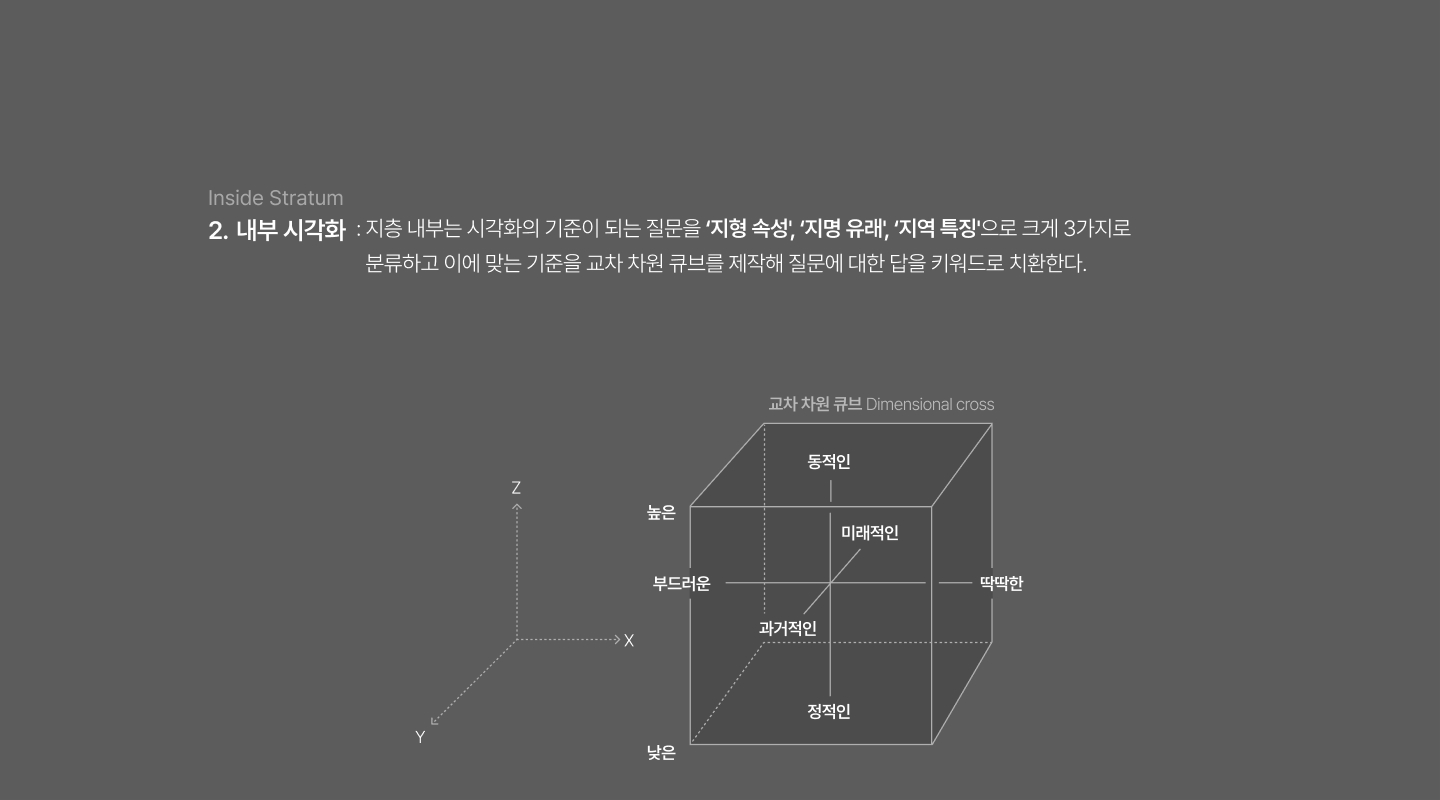 Inside Stratum
2. 내부 시각화 : 지층 내부는 시각화의 기준이 되는 질문을 ‘지형 속성', ‘지명 유래', ‘지역 특징'으로 크게 3가지로
분류하고 이에 맞는 기준을 교차 차원 큐브를 제작해 질문에 대한 답을 키워드로 치환한다.
교차 차원 큐브 Dimensional cross
동적인
Z
높은
미래적인
부드러운
딱딱한
과거적인
X
정적인
Y
낮은